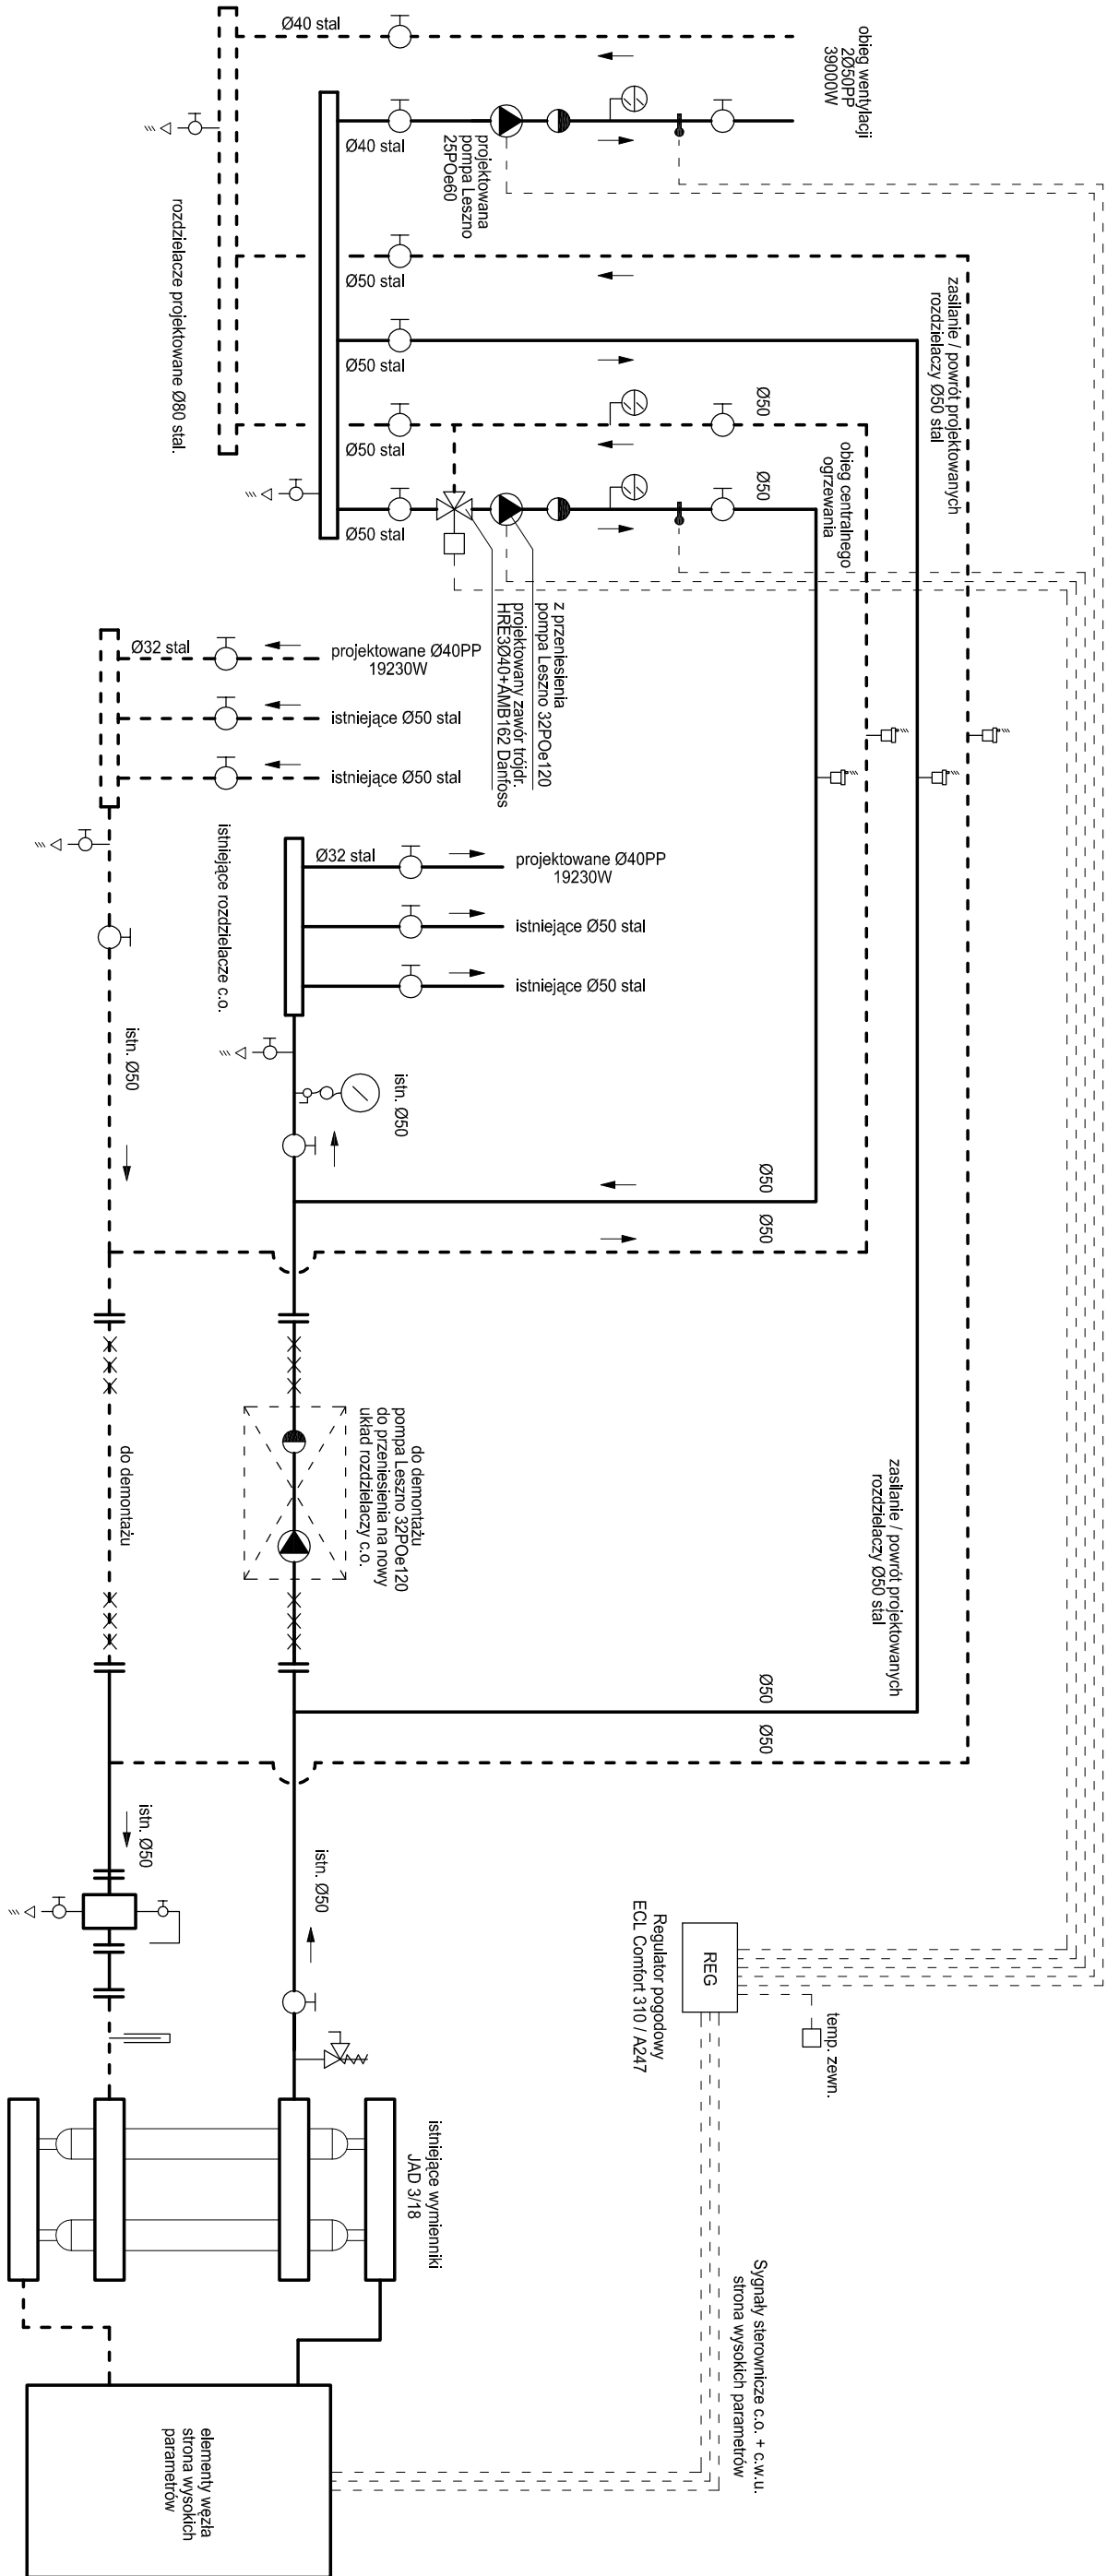 obieg wentylacji
2Ø50PP
39000W
Ø40 stal
Ø40 stal
projektowana
pompa Leszno
25POe60
rozdzielacze projektowane Ø80 stal.
Ø50 stal
Ø50 stal
Ø50 stal
Ø50 stal
zasilanie / powrót projektowanych
rozdzielaczy Ø50 stal
Ø50
Ø50
obieg centralnego
ogrzewania
z przeniesienia
pompa Leszno 32POe120
projektowany zawór trójdr.
HRE3Ø40+AMB162 Danfoss
Ø32 stal
projektowane Ø40PP
19230W
istniejące Ø50 stal
istniejące Ø50 stal
istniejące rozdzielacze c.o.
Ø32 stal
projektowane Ø40PP
19230W
istniejące Ø50 stal
istniejące Ø50 stal
istn. Ø50
istn. Ø50
Ø50
Ø50
do demontażu
do demontażu
pompa Leszno 32POe120
do przeniesienia na nowy
układ rozdzielaczy c.o.
zasilanie / powrót projektowanych
rozdzielaczy Ø50 stal
Ø50
Ø50
istn. Ø50
istn. Ø50
REG
Regulator pogodowy
ECL Comfort 310 / A247
temp. zewn.
istniejące wymienniki
JAD 3/18
Sygnały sterownicze c.o. + c.w.u.
strona wysokich parametrów
elementy węzła
strona wysokich
parametrów